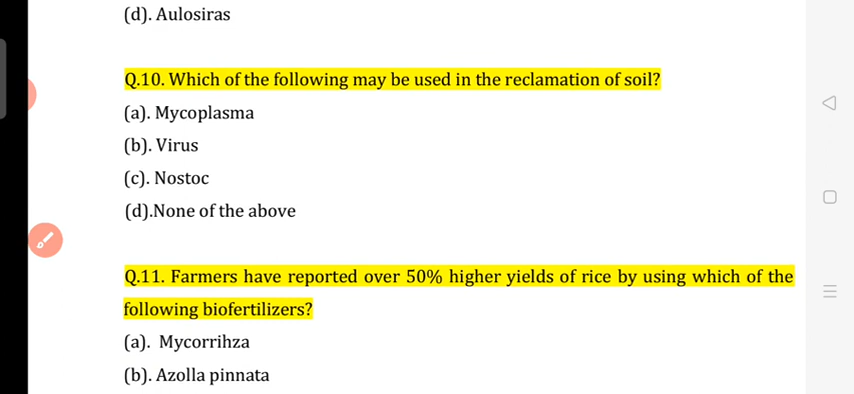 (d). Aulosiras
Q.10. Which of the following may be used in the reclamation of soil?
(a). Mycoplasma
(b). Virus
(c). Nostoc
(d).None of the above
Q.11. Farmers have reported over 50% higher yields of rice by using which of the
following biofertilizers?
(a). Mycorrihza
(b). Azolla pinnata